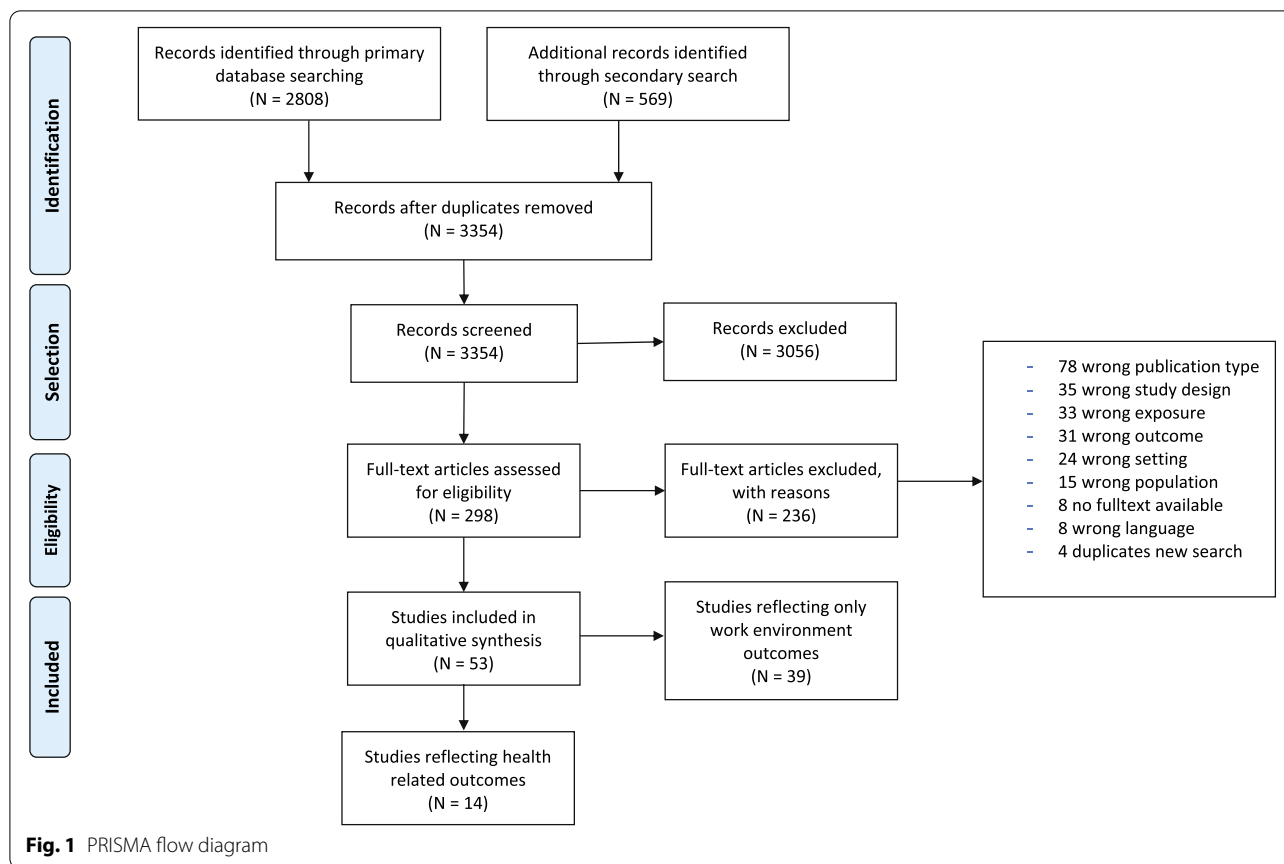 Identification
Records identified through primary
database searching
(N = 2808)
Additional records identified
through secondary search
(N = 569)
Records after duplicates removed
(N = 3354)
Selection
Records screened
(N = 3354)
Records excluded
(N = 3056)
Eligibility
Full-text articles assessed
for eligibility
(N = 298)
Full-text articles excluded,
with reasons
(N = 236)
- 78 wrong publication type
- 35 wrong study design
- 33 wrong exposure
- 31 wrong outcome
- 24 wrong setting
- 15 wrong population
- 8 no fulltext available
- 8 wrong language
- 4 duplicates new search
Included
Studies included in
qualitative synthesis
(N = 53)
Studies reflecting only
work environment
outcomes
(N = 39)
Studies reflecting health
related outcomes
(N = 14)
Fig. 1 PRISMA flow diagram